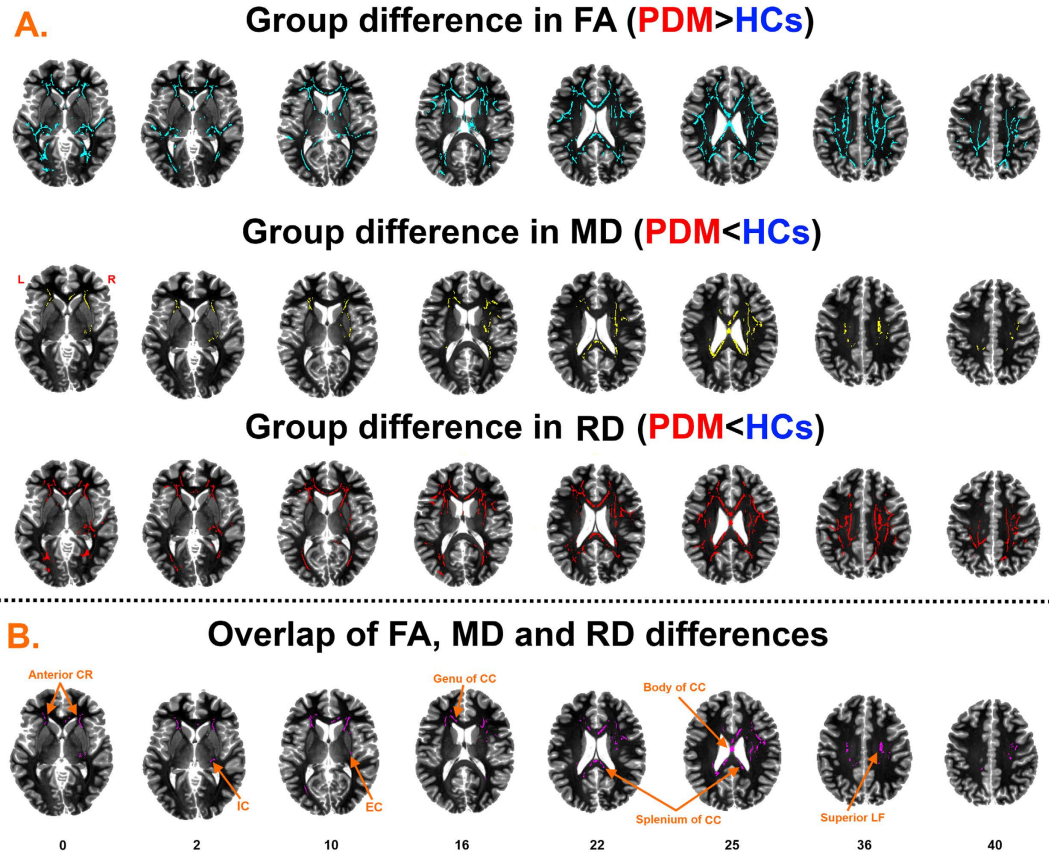 A.
Group difference in FA (PDM>HCs)
Group difference in MD (PDM<HCs)
L R
Group difference in RD (PDM<HCs)
B.
Overlap of FA, MD and RD differences
Anterior CR
Genu of CC
Body of CC
IC
EC
Splenium of CC
Superior LF
0 2 10 16 22 25 36 40